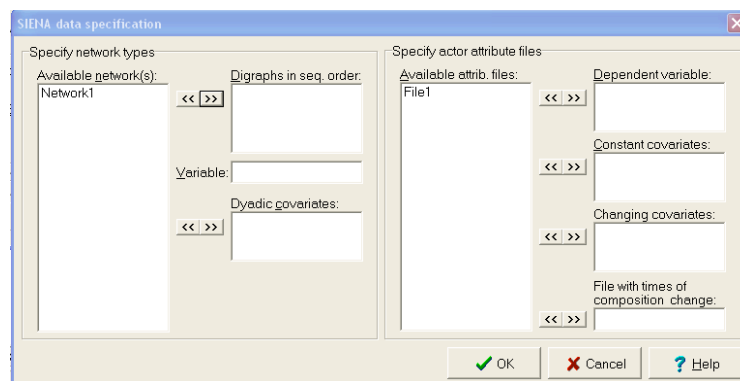 SIENA data specification
Specify network types
Available network(s):
Network1
<< >>
Digraphs in seq. order:
Variable:
<< >>
Dyadic covariates:
Specify actor attribute files
Available attrib. files:
File1
<< >>
Dependent variable:
<< >>
Constant covariates:
<< >>
Changing covariates:
<< >>
File with times of
composition change:
OK
Cancel
? Help